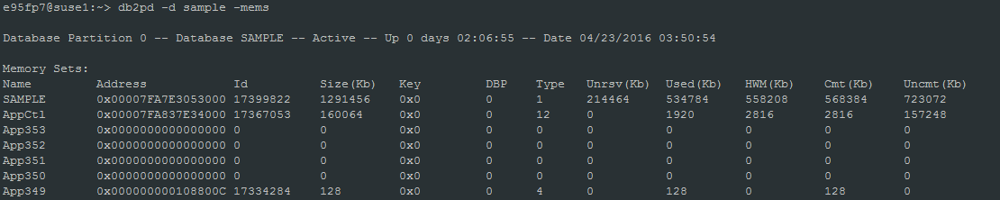 e95fp7@suse1:~> db2pd -d sample -mems
Database Partition 0 -- Database SAMPLE -- Active -- Up 0 days 02:06:55 -- Date 04/23/2016 03:50:54
Memory Sets:
Name Address Id Size(Kb) Key DBP Type Unrsv(Kb) Used(Kb) HWM(Kb) Cmt(Kb) Uncmt(Kb)
SAMPLE 0x00007FA7E3053000 17399822 1291456 0x0 0 1 214464 534784 558208 568384 723072
AppCtl 0x00007FA837E34000 17367053 160064 0x0 0 12 0 1920 2816 2816 157248
App353 0x0000000000000000 0 0 0x0 0 0 0 0 0 0 0
App352 0x0000000000000000 0 0 0x0 0 0 0 0 0 0 0
App351 0x0000000000000000 0 0 0x0 0 0 0 0 0 0 0
App350 0x0000000000000000 0 0 0x0 0 0 0 0 0 0 0
App349 0x000000000108800C 17334284 128 0x0 0 4 0 128 0 128 0